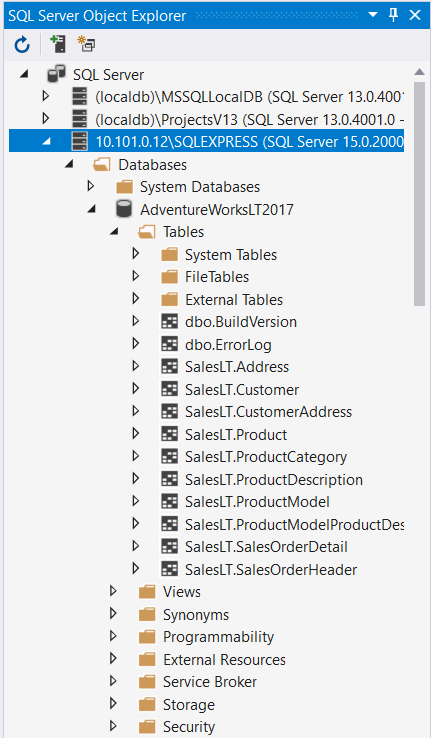 SQL Server Object Explorer
SQL Server
(localdb)\MSSQLLocalDB (SQL Server 13.0.4001
(localdb)\ProjectsV13 (SQL Server 13.0.4001.0 -
10.101.0.12\SQLEXPRESS (SQL Server 15.0.2000
Databases
System Databases
AdventureWorksLT2017
Tables
System Tables
FileTables
External Tables
dbo.BuildVersion
dbo.ErrorLog
SalesLT.Address
SalesLT.Customer
SalesLT.CustomerAddress
SalesLT.Product
SalesLT.ProductCategory
SalesLT.ProductDescription
SalesLT.ProductModel
SalesLT.ProductModelProductDes
SalesLT.SalesOrderDetail
SalesLT.SalesOrderHeader
Views
Synonyms
Programmability
External Resources
Service Broker
Storage
Security